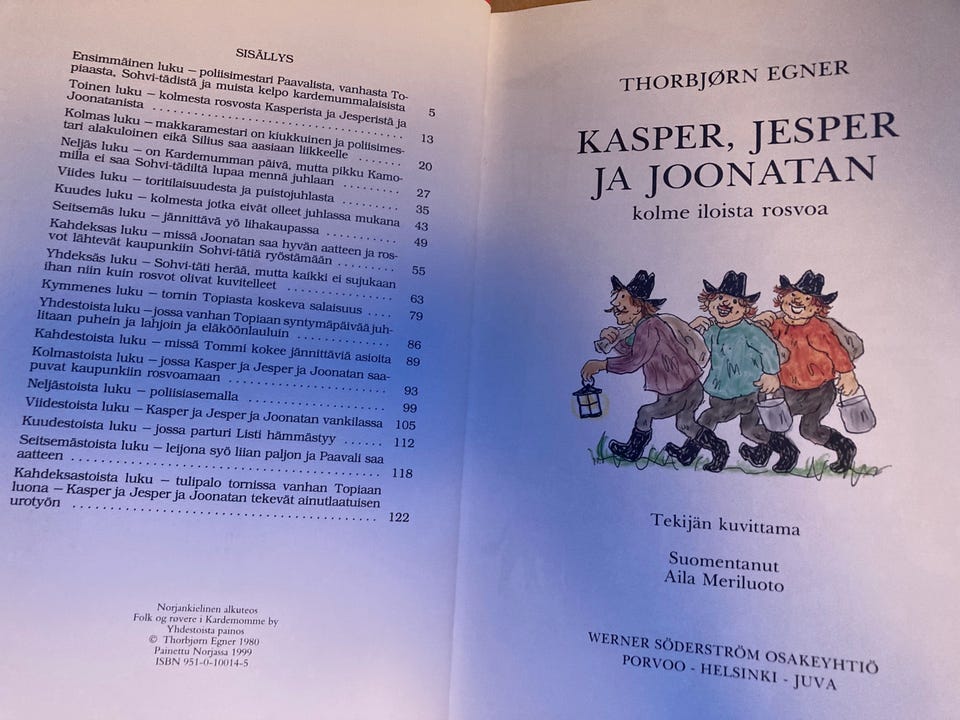 SISÄLLYS
Ensimmäinen luku – poliisimestari Paavalista, vanhasta To-
piaasta, Sohvi-tädistä ja muista kelpo kardemummalaisista 5
Toinen luku – kolmesta rosvosta Kasperista ja Jesperistä ja
Joonatanista . . . . . . . . . . . . . . . . . . . . . . . . . . . . . . 13
Kolmas luku – makkaramestari on kiukkuinen ja poliisimes-
tari alakuloinen eikä Silius saa aasiaan liikkeelle . . . . . . . 20
Neljäs luku – on Kardemumman päivä, mutta pikku Kamo-
milla ei saa Sohvi-tädiltä lupaa mennä juhlaan . . . . . . . . . 27
Viides luku – toritilaisuudesta ja puistojuhlasta . . . . . . . . . 35
Kuudes luku – kolmesta jotka eivät olleet juhlassa mukana 43
Seitsemäs luku – jännittävä yö lihakaupassa . . . . . . . . . . . 49
Kahdeksas luku – missä Joonatan saa hyvän aatteen ja ros-
vot lähtevät kaupunkiin Sohvi-tätiä ryöstämään . . . . . . . . . 55
Yhdeksäs luku – Sohvi-täti herää, mutta kaikki ei sujukaan
ihan niin kuin rosvot olivat kuvitelleet . . . . . . . . . . . . . . . 63
Kymmenes luku – tornin Topiasta koskeva salaisuus . . . . 79
Yhdestoista luku – jossa vanhan Topiaan syntymäpäivää juh-
litaan puhein ja lahjoin ja eläköönlauluin . . . . . . . . . . . . . 86
Kahdestoista luku – missä Tommi kokee jännittäviä asioita 89
Kolmastoista luku – jossa Kasper ja Jesper ja Joonatan saa-
puvat kaupunkiin rosvoamaan . . . . . . . . . . . . . . . . . . . . . 93
Neljästoista luku – poliisiasemalla . . . . . . . . . . . . . . . . . . 99
Viidestoista luku – Kasper ja Jesper ja Joonatan vankilassa 105
Kuudestoista luku – jossa parturi Listi hämmästyy . . . . . . 112
Seitsemästoista luku – leijona syö liian paljon ja Paavali saa
aatteen . . . . . . . . . . . . . . . . . . . . . . . . . . . . . . . . . . . . . . 118
Kahdeksastoista luku – tulipalo tornissa vanhan Topiaan
luona – Kasper ja Jesper ja Joonatan tekevät ainutlaatuisen
urotyön . . . . . . . . . . . . . . . . . . . . . . . . . . . . . . . . . . . . . . 122
Norjankielinen alkuteos
Folk og røvere i Kardemomme by
Yhdestoista painos
© Thorbjørn Egner 1980
Painettu Norjassa 1999
ISBN 951-0-10014-5
THORBJØRN EGNER
KASPER, JESPER
JA JOONATAN
kolme iloista rosvoa
Tekijän kuvittama
Suomentanut
Aila Meriluoto
WERNER SÖDERSTRÖM OSAKEYHTIÖ
PORVOO - HELSINKI - JUVA